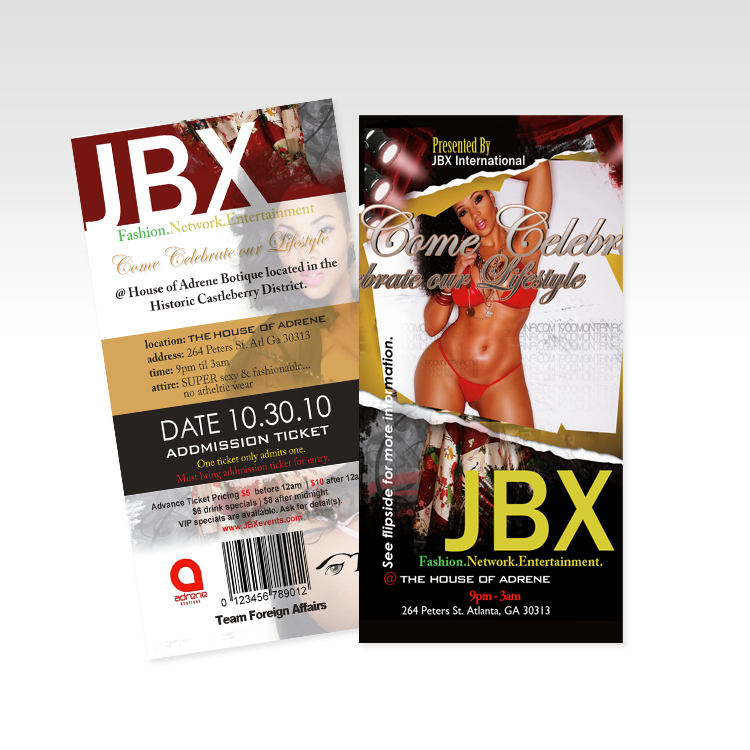 JBX
Fashion.Network.Entertainment
Come Celebrate our Lifestyle
@ House of Adrene Botique located in the
Historic Castleberry District.
location: THE HOUSE OF ADRENE
address: 264 Peters St. Atl Ga 30313
time: 9pm til 3am
attire: SUPER sexy & fashionable...
no atheltic wear
DATE 10.30.10
ADDMISSION TICKET
One ticket only admits one.
Must bring addmission ticket for entry.
Advance Ticket Pricing $5 before 12am | $10 after 12a
$6 drink specials | $8 after midnight
VIP specials are available. Ask for detail(s).
www.JBXevents.com
adrene
BOUTIQUE
0 123456 789012
Team Foreign Affairs
Presented By
JBX International
Come Celebr
ebrate our Lifestyle
See flipside for more information.
JBX
Fashion.Network.Entertainment.
@ THE HOUSE OF ADRENE
9pm - 3am
264 Peters St. Atlanta, GA 30313